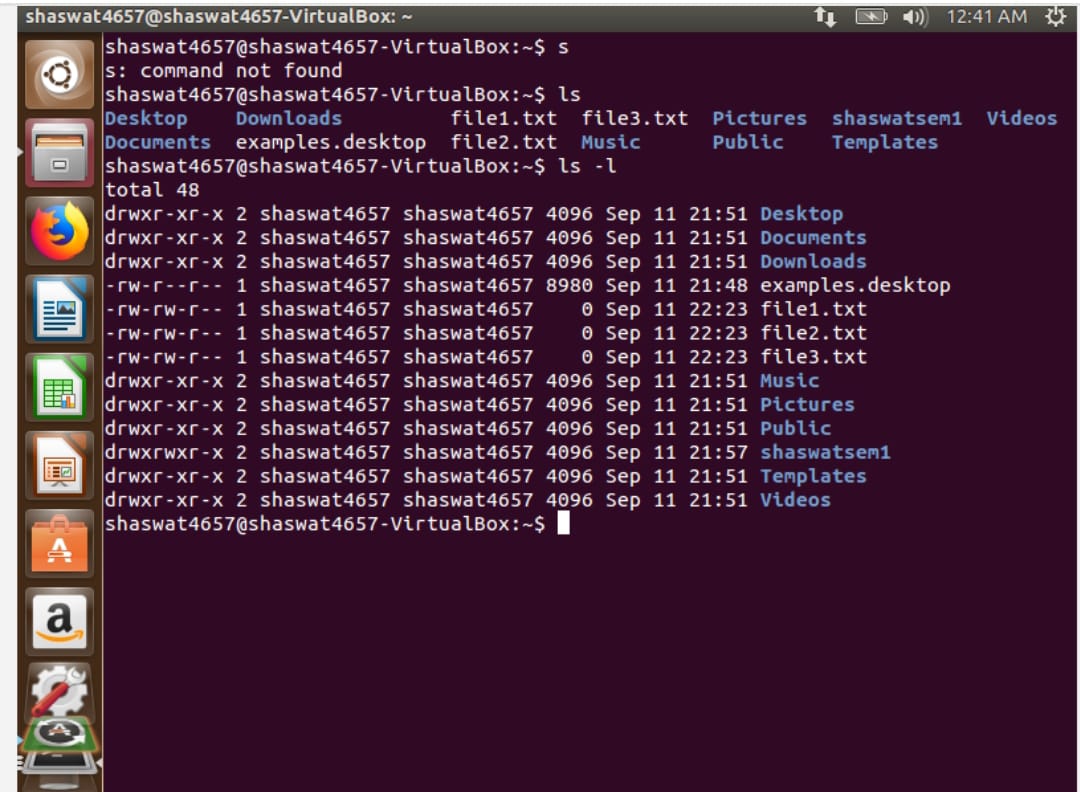 shaswat4657@shaswat4657-VirtualBox: ~ 12:41 AM
shaswat4657@shaswat4657-VirtualBox:~$ s
s: command not found
shaswat4657@shaswat4657-VirtualBox:~$ ls
Desktop Downloads file1.txt file3.txt Pictures shaswatsem1 Videos
Documents examples.desktop file2.txt Music Public Templates
shaswat4657@shaswat4657-VirtualBox:~$ ls -l
total 48
drwxr-xr-x 2 shaswat4657 shaswat4657 4096 Sep 11 21:51 Desktop
drwxr-xr-x 2 shaswat4657 shaswat4657 4096 Sep 11 21:51 Documents
drwxr-xr-x 2 shaswat4657 shaswat4657 4096 Sep 11 21:51 Downloads
-rw-r--r-- 1 shaswat4657 shaswat4657 8980 Sep 11 21:48 examples.desktop
-rw-rw-r-- 1 shaswat4657 shaswat4657 0 Sep 11 22:23 file1.txt
-rw-rw-r-- 1 shaswat4657 shaswat4657 0 Sep 11 22:23 file2.txt
-rw-rw-r-- 1 shaswat4657 shaswat4657 0 Sep 11 22:23 file3.txt
drwxr-xr-x 2 shaswat4657 shaswat4657 4096 Sep 11 21:51 Music
drwxr-xr-x 2 shaswat4657 shaswat4657 4096 Sep 11 21:51 Pictures
drwxr-xr-x 2 shaswat4657 shaswat4657 4096 Sep 11 21:51 Public
drwxrwxr-x 2 shaswat4657 shaswat4657 4096 Sep 11 21:57 shaswatsem1
drwxr-xr-x 2 shaswat4657 shaswat4657 4096 Sep 11 21:51 Templates
drwxr-xr-x 2 shaswat4657 shaswat4657 4096 Sep 11 21:51 Videos
shaswat4657@shaswat4657-VirtualBox:~$
a